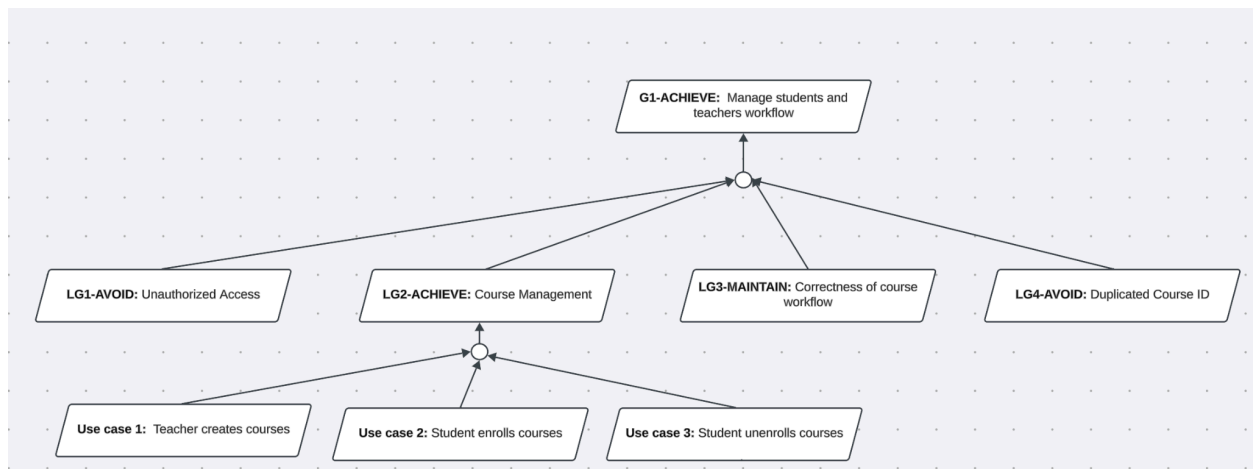 G1-ACHIEVE: Manage students and
teachers workflow
LG1-AVOID: Unauthorized Access
LG2-ACHIEVE: Course Management
LG3-MAINTAIN: Correctness of course
workflow
LG4-AVOID: Duplicated Course ID
Use case 1: Teacher creates courses
Use case 2: Student enrolls courses
Use case 3: Student unenrolls courses